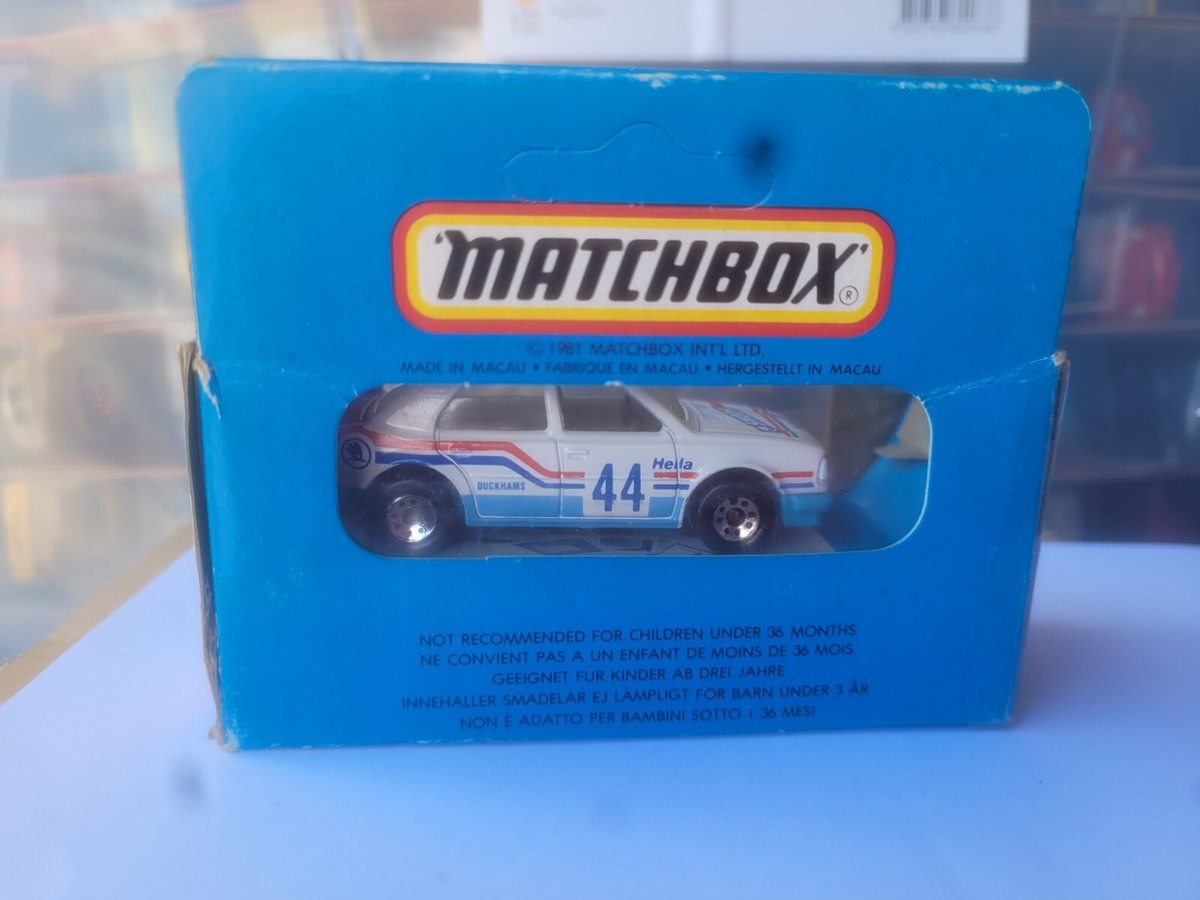 'MATCHBOX' ®
© 1981 MATCHBOX INT'L LTD.
MADE IN MACAU • FABRIQUE EN MACAU • HERGESTELLT IN MACAU
Hella
44
DUCKHAMS
NOT RECOMMENDED FOR CHILDREN UNDER 36 MONTHS
NE CONVIENT PAS A UN ENFANT DE MOINS DE 36 MOIS
GEEIGNET FÜR KINDER AB DREI JAHRE
INNEHALLER SMADELAR EJ LAMPLIGT FÖR BARN UNDER 3 ÅR
NON È ADATTO PER BAMBINI SOTTO I 36 MESI